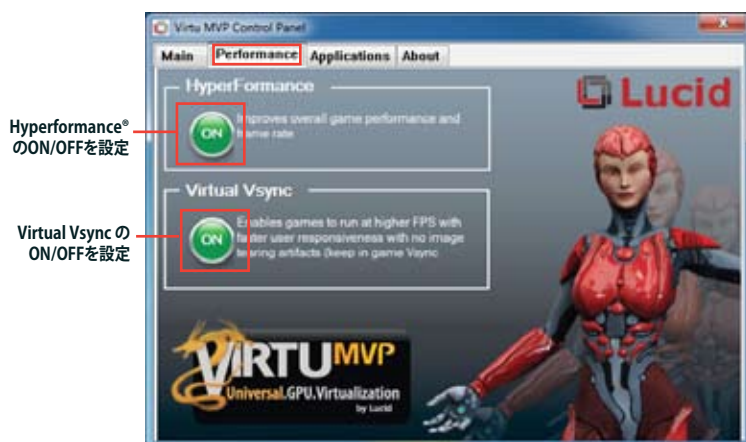 Virtu MVP Control Panel
Main Performance Applications About
HyperFormance
ON
Improves overall game performance and
frame rate
Lucid
Hyperformance®
のON/OFFを設定
Virtual Vsync
ON
Enables games to run at higher FPS with
faster user responsiveness with no image
tearing artifacts (keep in game Vsync
Virtual Vsync の
ON/OFFを設定
VIRTUMVP
Universal.GPU.Virtualization
by Lucid